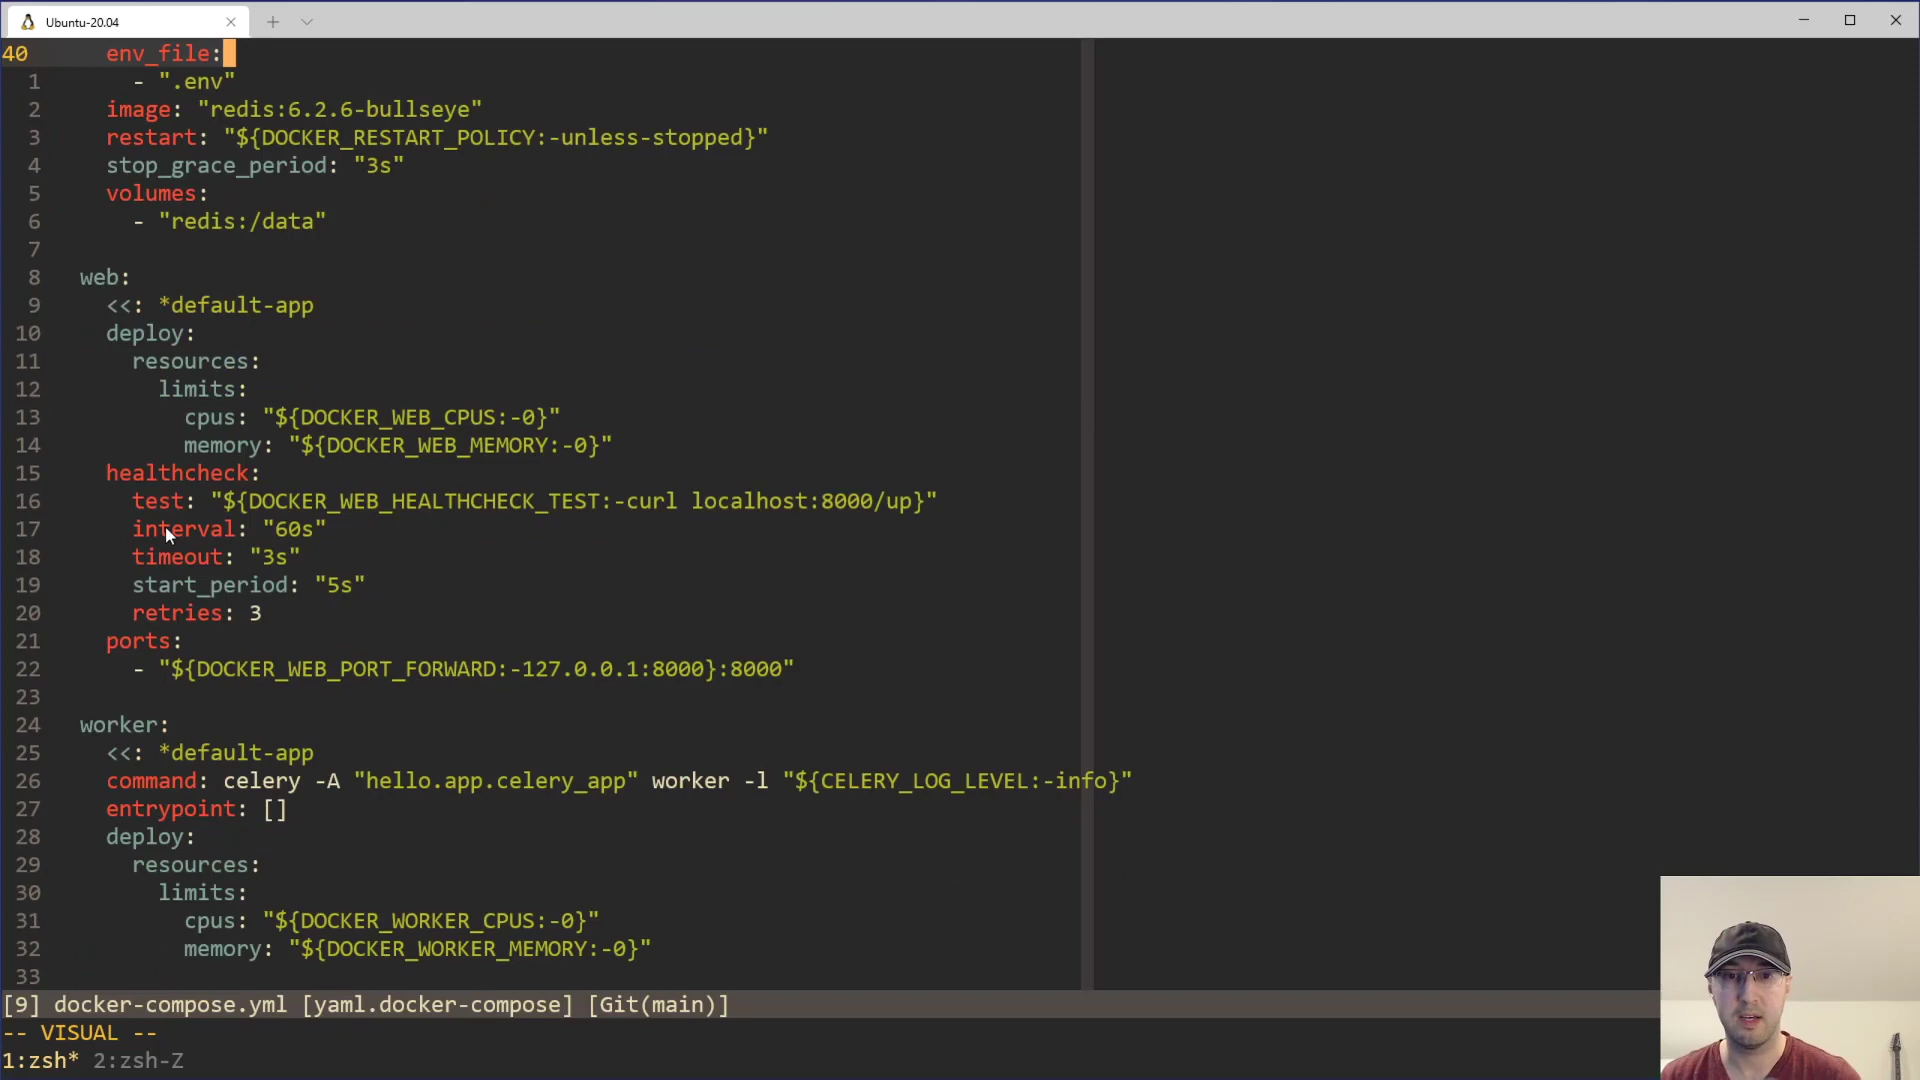 Ubuntu-20.04
40 env_file:
1 - ".env"
2 image: "redis:6.2.6-bullseye"
3 restart: "${DOCKER_RESTART_POLICY:-unless-stopped}"
4 stop_grace_period: "3s"
5 volumes:
6 - "redis:/data"
7
8 web:
9 <<: *default-app
10 deploy:
11 resources:
12 limits:
13 cpus: "${DOCKER_WEB_CPUS:-0}"
14 memory: "${DOCKER_WEB_MEMORY:-0}"
15 healthcheck:
16 test: "${DOCKER_WEB_HEALTHCHECK_TEST:-curl localhost:8000/up}"
17 interval: "60s"
18 timeout: "3s"
19 start_period: "5s"
20 retries: 3
21 ports:
22 - "${DOCKER_WEB_PORT_FORWARD:-127.0.0.1:8000}:8000"
23
24 worker:
25 <<: *default-app
26 command: celery -A "hello.app.celery_app" worker -l "${CELERY_LOG_LEVEL:-info}"
27 entrypoint: []
28 deploy:
29 resources:
30 limits:
31 cpus: "${DOCKER_WORKER_CPUS:-0}"
32 memory: "${DOCKER_WORKER_MEMORY:-0}"
33
[9] docker-compose.yml [yaml.docker-compose] [Git(main)]
-- VISUAL --
1:zsh* 2:zsh-Z